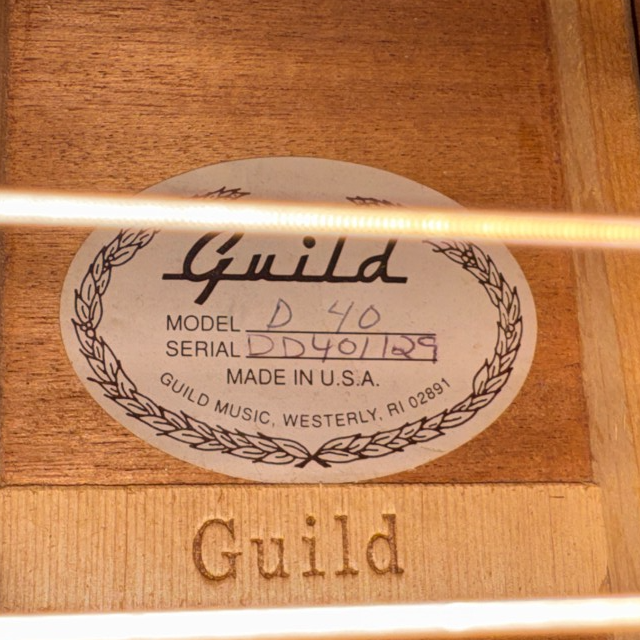 Guild
MODEL D 40
SERIAL DD401129
MADE IN U.S.A.
GUILD MUSIC, WESTERLY, RI 02891
Guild